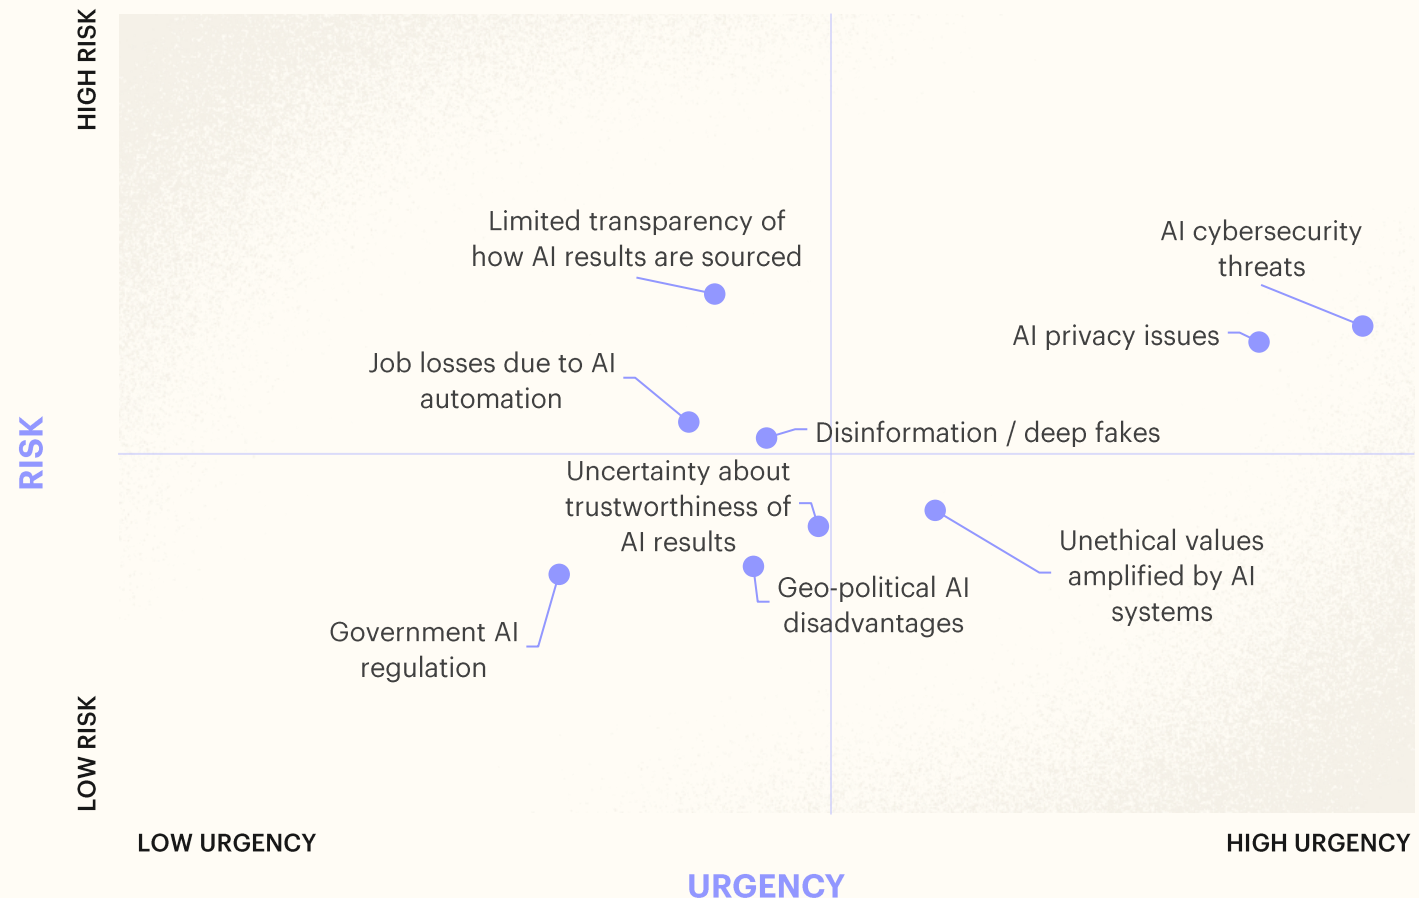 HIGH RISK
Limited transparency of
how AI results are sourced
AI cybersecurity
threats
AI privacy issues
Job losses due to AI
automation
Disinformation / deep fakes
RISK
Uncertainty about
trustworthiness of
AI results
Unethical values
amplified by AI
systems
Geo-political AI
disadvantages
Government AI
regulation
LOW RISK
LOW URGENCY
HIGH URGENCY
URGENCY